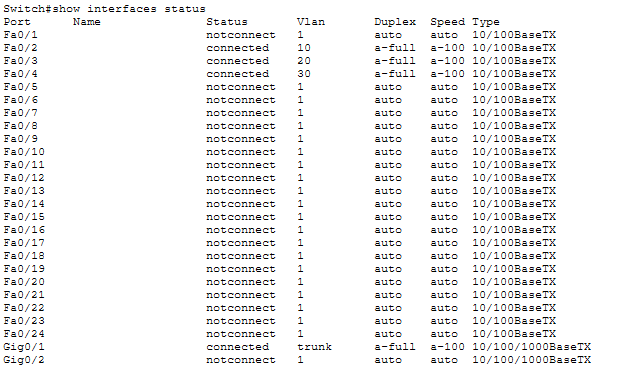 Switch#show interfaces status
Port      Name               Status       Vlan       Duplex  Speed Type
Fa0/1                        notconnect   1          auto    auto  10/100BaseTX
Fa0/2                        connected    10         a-full  a-100 10/100BaseTX
Fa0/3                        connected    20         a-full  a-100 10/100BaseTX
Fa0/4                        connected    30         a-full  a-100 10/100BaseTX
Fa0/5                        notconnect   1          auto    auto  10/100BaseTX
Fa0/6                        notconnect   1          auto    auto  10/100BaseTX
Fa0/7                        notconnect   1          auto    auto  10/100BaseTX
Fa0/8                        notconnect   1          auto    auto  10/100BaseTX
Fa0/9                        notconnect   1          auto    auto  10/100BaseTX
Fa0/10                       notconnect   1          auto    auto  10/100BaseTX
Fa0/11                       notconnect   1          auto    auto  10/100BaseTX
Fa0/12                       notconnect   1          auto    auto  10/100BaseTX
Fa0/13                       notconnect   1          auto    auto  10/100BaseTX
Fa0/14                       notconnect   1          auto    auto  10/100BaseTX
Fa0/15                       notconnect   1          auto    auto  10/100BaseTX
Fa0/16                       notconnect   1          auto    auto  10/100BaseTX
Fa0/17                       notconnect   1          auto    auto  10/100BaseTX
Fa0/18                       notconnect   1          auto    auto  10/100BaseTX
Fa0/19                       notconnect   1          auto    auto  10/100BaseTX
Fa0/20                       notconnect   1          auto    auto  10/100BaseTX
Fa0/21                       notconnect   1          auto    auto  10/100BaseTX
Fa0/22                       notconnect   1          auto    auto  10/100BaseTX
Fa0/23                       notconnect   1          auto    auto  10/100BaseTX
Fa0/24                       notconnect   1          auto    auto  10/100BaseTX
Gig0/1                       connected    trunk      a-full  a-100 10/100/1000BaseTX
Gig0/2                       notconnect   1          auto    auto  10/100/1000BaseTX